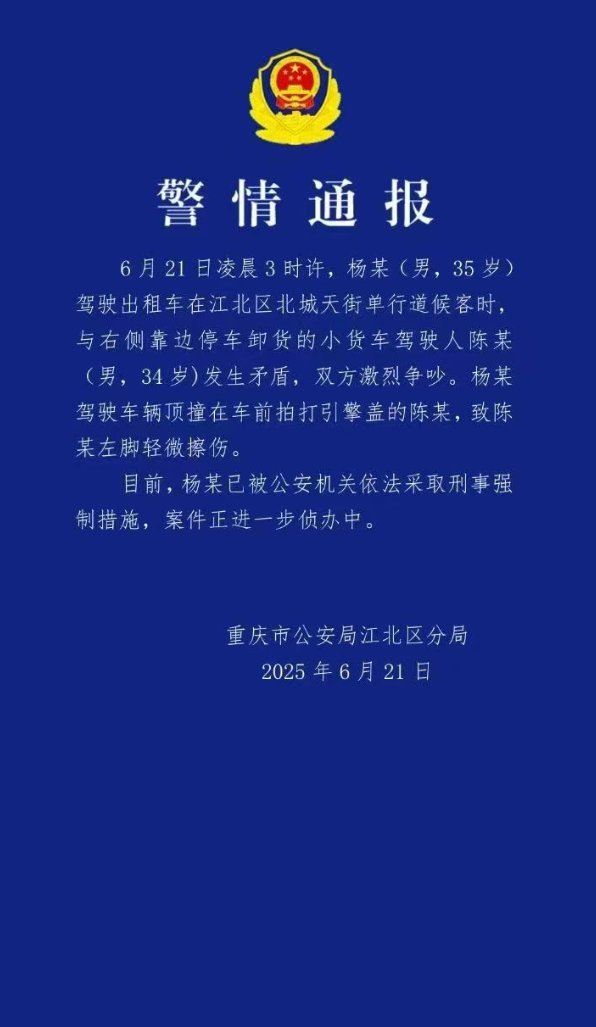 警情通报
6月21日凌晨3时许，杨某（男，35岁）
驾驶出租车在江北区北城天街单行道候客时，
与右侧靠边停车卸货的小货车驾驶人陈某
（男，34岁)发生矛盾，双方激烈争吵。杨某
驾驶车辆顶撞在车前拍打引擎盖的陈某，致陈
某左脚轻微擦伤。
目前，杨某已被公安机关依法采取刑事强
制措施，案件正进一步侦办中。
重庆市公安局江北区分局
2025年6月21日